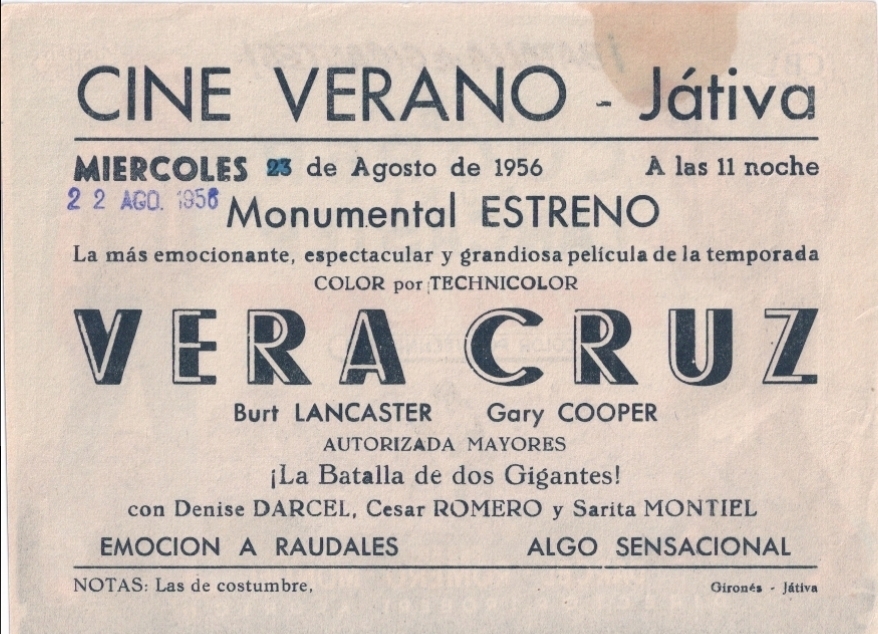 CINE VERANO - Játiva
MIERCOLES 23 de Agosto de 1956 A las 11 noche
22 AGO. 1956
Monumental ESTRENO
La más emocionante, espectacular y grandiosa película de la temporada
COLOR por TECHNICOLOR
VERA CRUZ
Burt LANCASTER Gary COOPER
AUTORIZADA MAYORES
¡La Batalla de dos Gigantes!
con Denise DARCEL, Cesar ROMERO y Sarita MONTIEL
EMOCION A RAUDALES ALGO SENSACIONAL
NOTAS: Las de costumbre, Gironés - Játiva